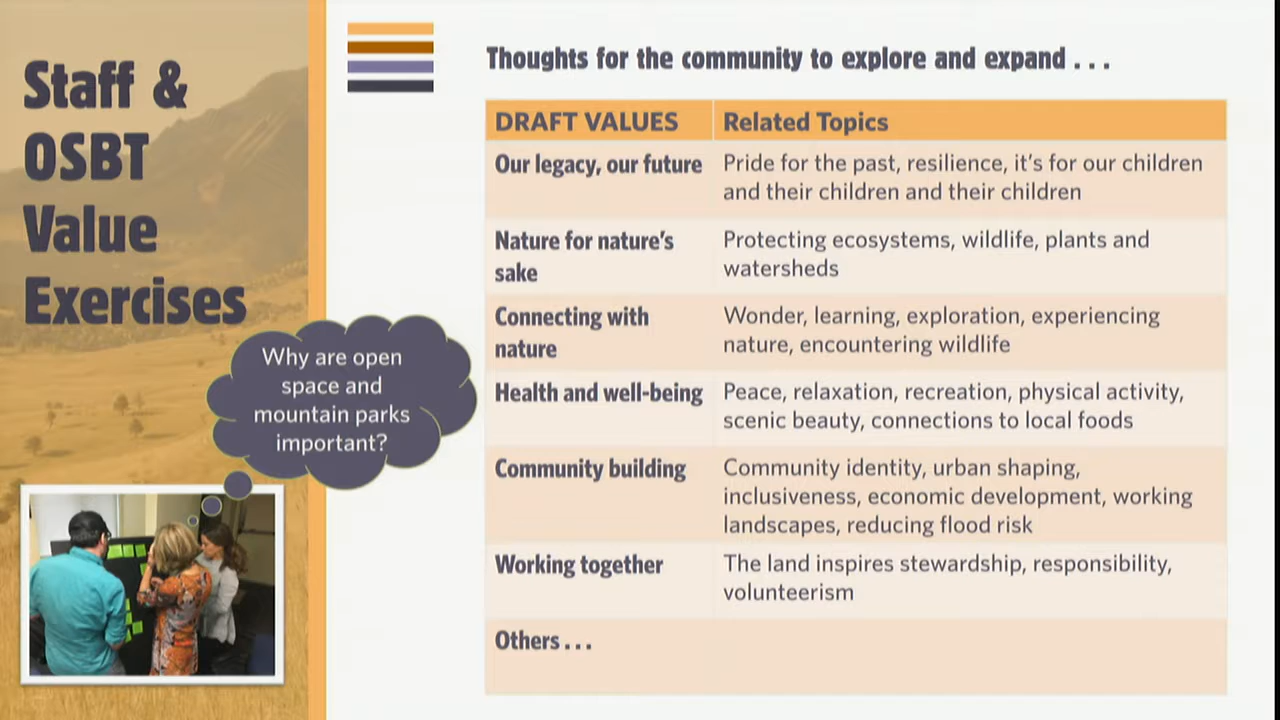 Staff &
OSBT
Value
Exercises
Why are open
space and
mountain parks
important?
Thoughts for the community to explore and expand . . .
DRAFT VALUES
Related Topics
Our legacy, our future
Pride for the past, resilience, it's for our children
and their children and their children
Nature for nature's
sake
Protecting ecosystems, wildlife, plants and
watersheds
Connecting with
nature
Wonder, learning, exploration, experiencing
nature, encountering wildlife
Health and well-being
Peace, relaxation, recreation, physical activity,
scenic beauty, connections to local foods
Community building
Community identity, urban shaping,
inclusiveness, economic development, working
landscapes, reducing flood risk
Working together
The land inspires stewardship, responsibility,
volunteerism
Others . . .